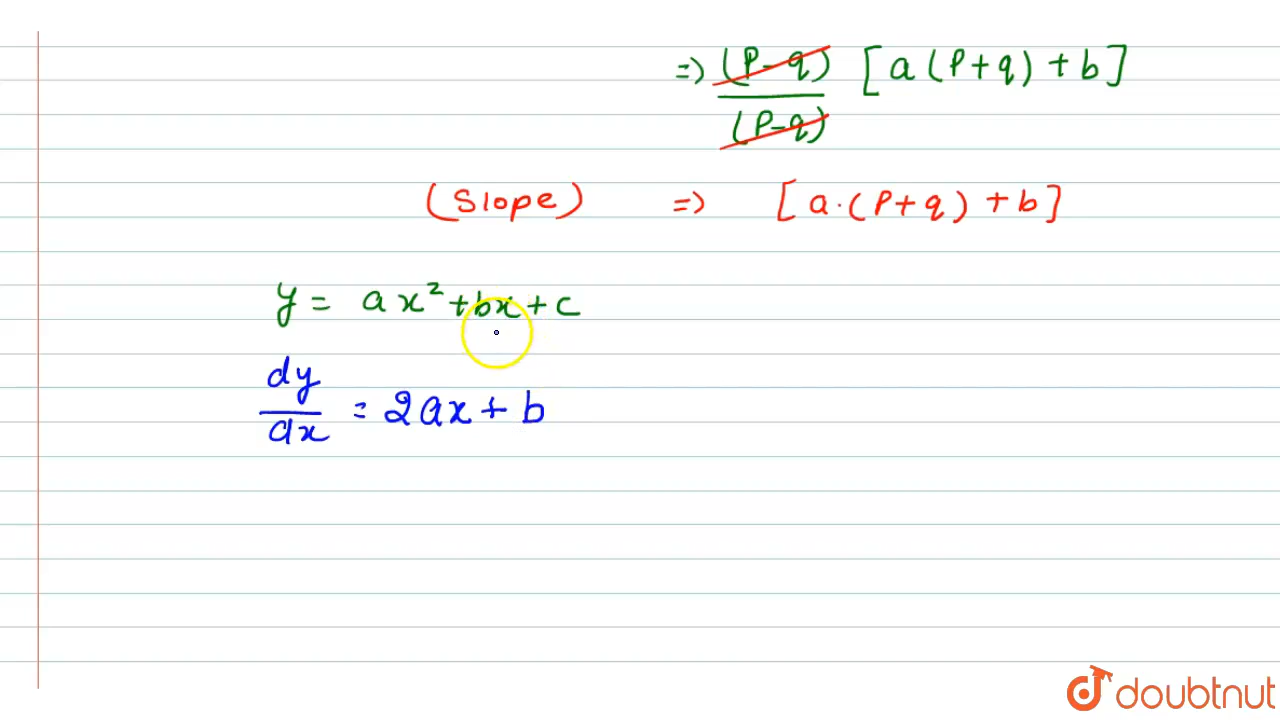 => (P-q) [a(P+q)+b]
(P-q)
(Slope) => [a.(P+q)+b]
y = ax²+bx+c
dy
dx = 2ax+b
doubtnut